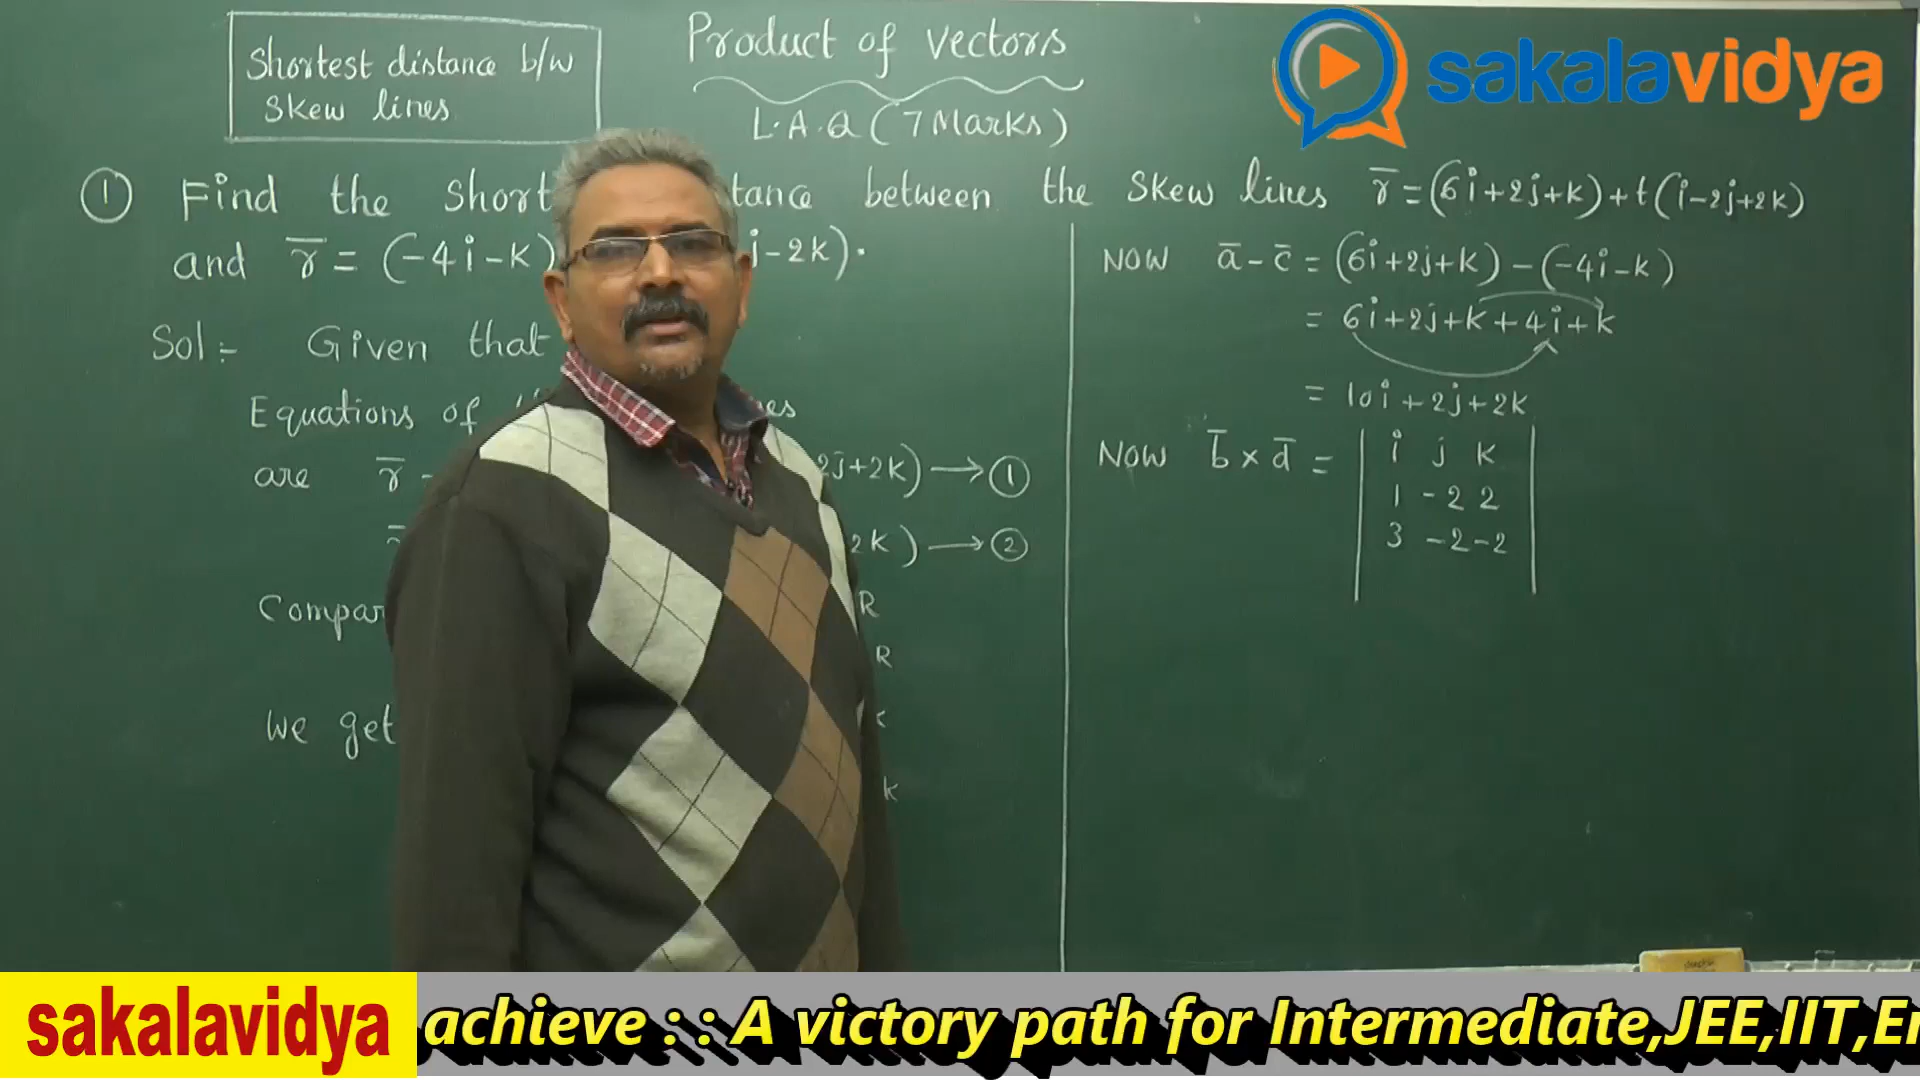 Shortest distance b/w
Skew lines
Product of vectors
L.A.Q (7 Marks)
sakalavidya
① Find the short tance between the skew lines r̅ = (6i+2j+k)+t(i-2j+2k)
and r̅ = (-4i-k) j-2k).
Sol:- Given that
Equations of
are r̅ 2j+2k) → ①
2k) → ②
Compar R
R
We get
k
Now a̅ - c̅ = (6i+2j+k) - (-4i-k)
= 6i+2j+k+4i+k
= 10i+2j+2k
Now b̅ × d̅ = | i j k |
1 -2 2
3 -2 -2
sakalavidya
achieve : : A victory path for Intermediate,JEE,IIT,E